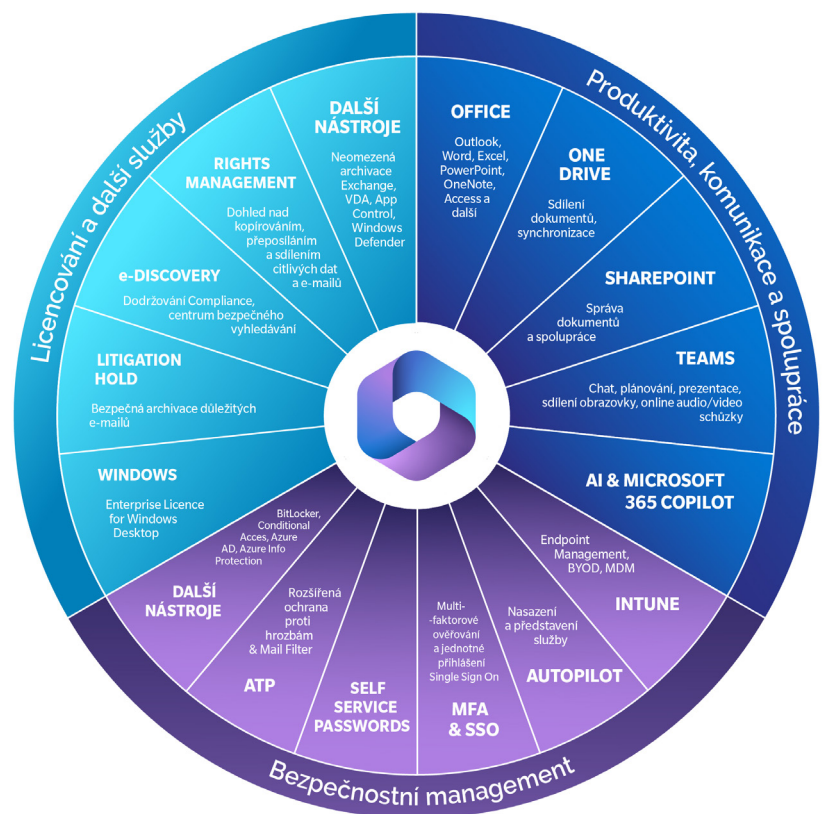 Produktivita, komunikace a spolupráce
OFFICE
Outlook,
Word, Excel,
PowerPoint,
OneNote,
Access a
další
ONE
DRIVE
Sdílení
dokumentů,
synchronizace
SHAREPOINT
Správa
dokumentů
a spolupráce
TEAMS
Chat, plánování, prezentace,
sdílení obrazovky, online audio/video
schůzky
AI & MICROSOFT
365 COPILOT
Bezpečnostní management
Endpoint
Management,
BYOD, MDM
INTUNE
Nasazení
a představení
služby
AUTOPILOT
Multi-
-faktorové
ověřování
a jednotné
přihlášení
Single Sign On
MFA
& SSO
SELF
SERVICE
PASSWORDS
Rozšířená
ochrana
proti
hrozbám
& Mail Filter
ATP
BitLocker,
Conditional
Acces, Azure
AD, Azure Info
Protection
DALŠÍ
NÁSTROJE
Licencování a další služby
WINDOWS
Enterprise Licence
for Windows
Desktop
LITIGATION
HOLD
Bezpečná archivace důležitých
e-mailů
e-DISCOVERY
Dodržování Compliance,
centrum bezpečného
vyhledávání
RIGHTS
MANAGEMENT
Dohled nad
kopírováním,
přeposíláním
a sdílením
citlivých dat
a e-mailů
DALŠÍ
NÁSTROJE
Neomezená
archivace
Exchange,
VDA, App
Control,
Windows
Defender